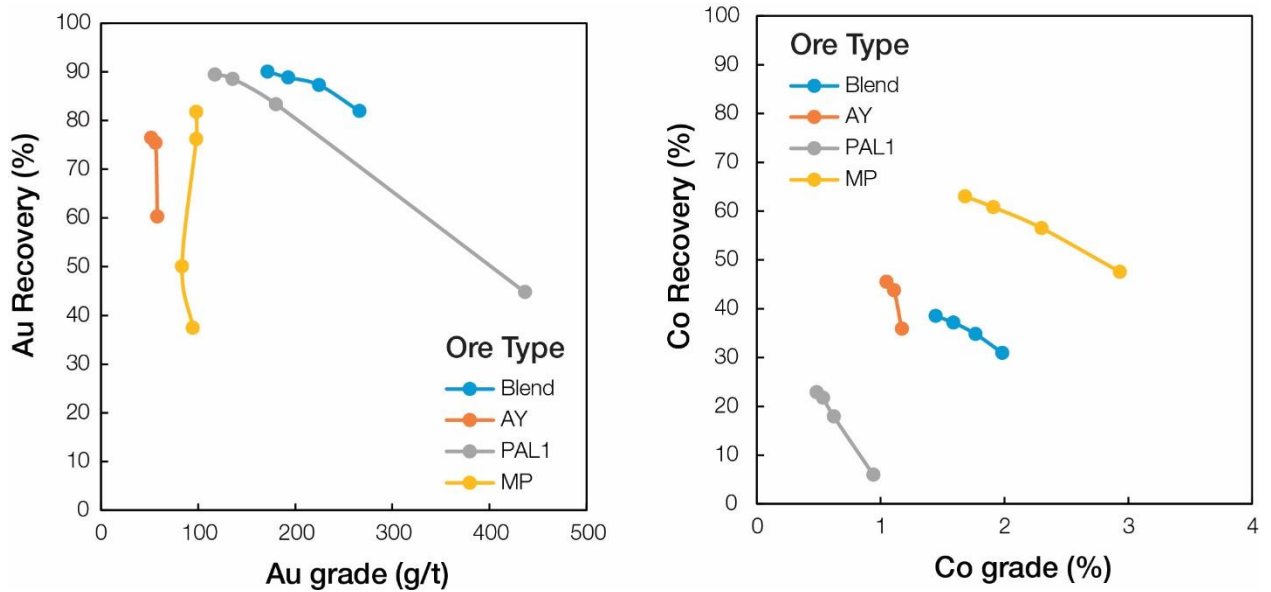 100
90
80
70
60
50
40
30
20
10
0
Au Recovery (%)
0 100 200 300 400 500
Au grade (g/t)
Ore Type
Blend
AY
PAL1
MP
100
90
80
70
60
50
40
30
20
10
0
Co Recovery (%)
Ore Type
Blend
AY
PAL1
MP
0 1 2 3 4
Co grade (%)